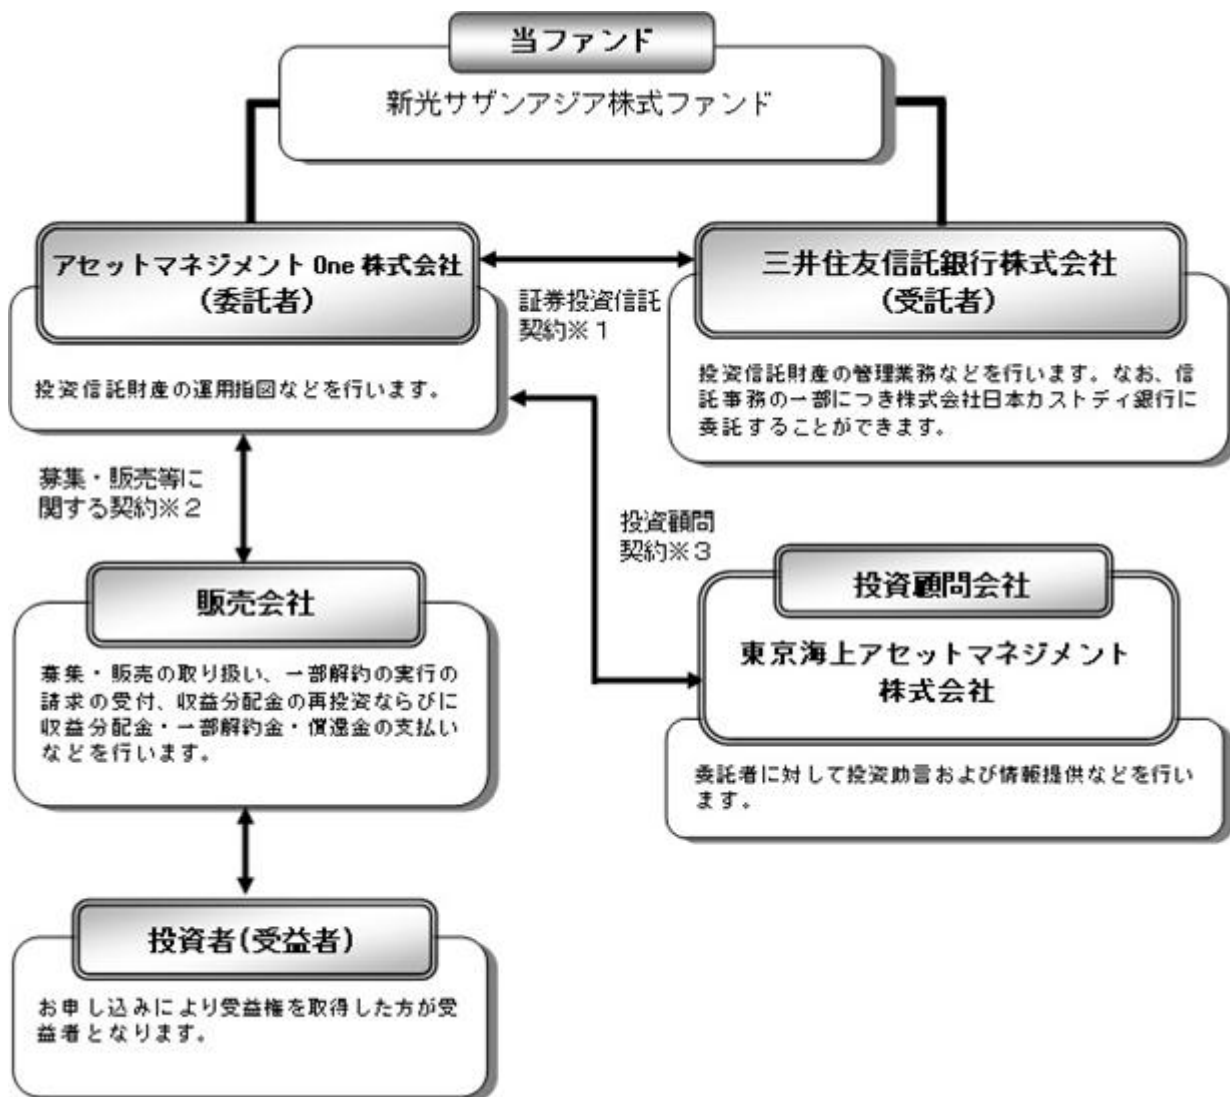 当ファンド
新光サザンアジア株式ファンド
アセットマネジメント One 株式会社
(委託者)
投資信託財産の運用指図などを行います。
証券投資信託
契約※1
三井住友信託銀行株式会社
(受託者)
投資信託財産の管理業務などを行います。なお、信
託事務の一部につき株式会社日本カストディ銀行に
委託することができます。
募集・販売等に
関する契約※2
投資顧問
契約※3
販売会社
募集・販売の取り扱い、一部解約の実行の
請求の受付、収益分配金の再投資ならびに
収益分配金・一部解約金・償還金の支払い
などを行います。
投資顧問会社
東京海上アセットマネジメント
株式会社
委託者に対して投資助言および情報提供などを行い
ます。
投資者(受益者)
お申し込みにより受益権を取得した方が受
益者となります。